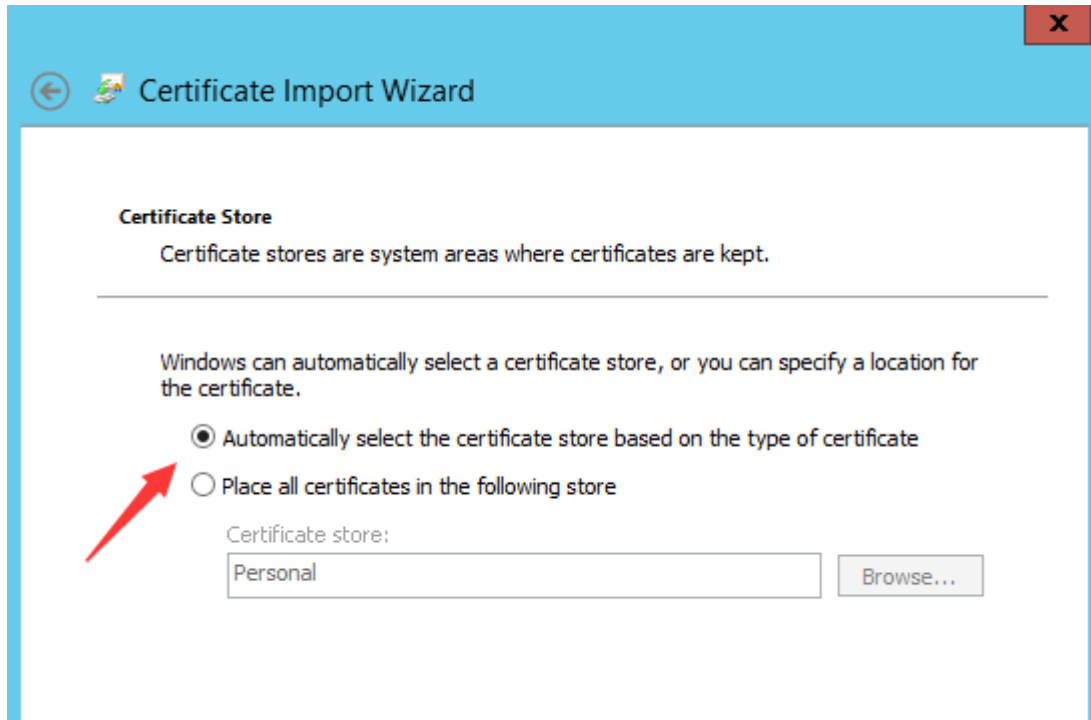 x
Certificate Import Wizard
Certificate Store
Certificate stores are system areas where certificates are kept.
Windows can automatically select a certificate store, or you can specify a location for
the certificate.
Automatically select the certificate store based on the type of certificate
Place all certificates in the following store
Certificate store:
Personal
Browse...